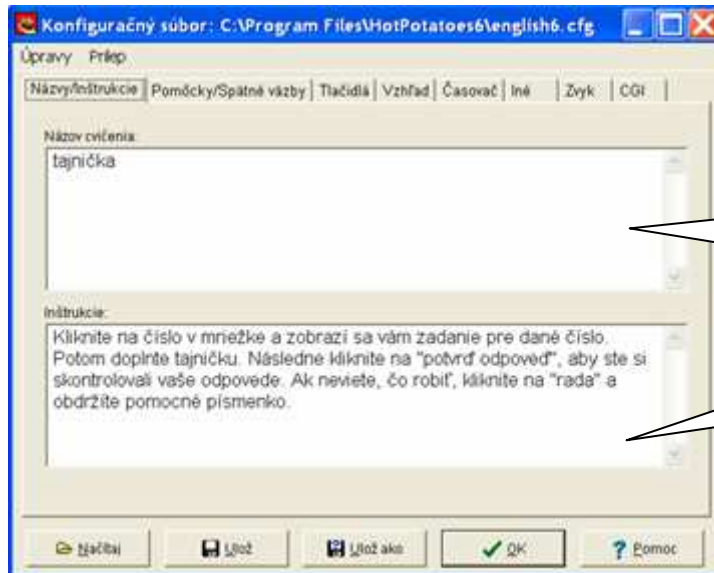 Konfiguračný súbor: C:\Program Files\HotPotatoes6\english6.cfg
Úpravy Prilep
Názvy/Inštrukcie Pomôcky/Spätné väzby Tlačidlá Vzhľad Časovač Iné Zvyk CGI
Názov cvičenia:
tajnička
Inštrukcie:
Kliknite na číslo v mriežke a zobrazí sa vám zadanie pre dané číslo.
Potom doplnte tajničku. Následne kliknite na "potvrď odpoveď", aby ste si
skontrolovali vaše odpovede. Ak neviete, čo robiť, kliknite na "rada" a
obdržíte pomocné písmenko.
Načítaj Ulož Ulož ako OK Pomoc